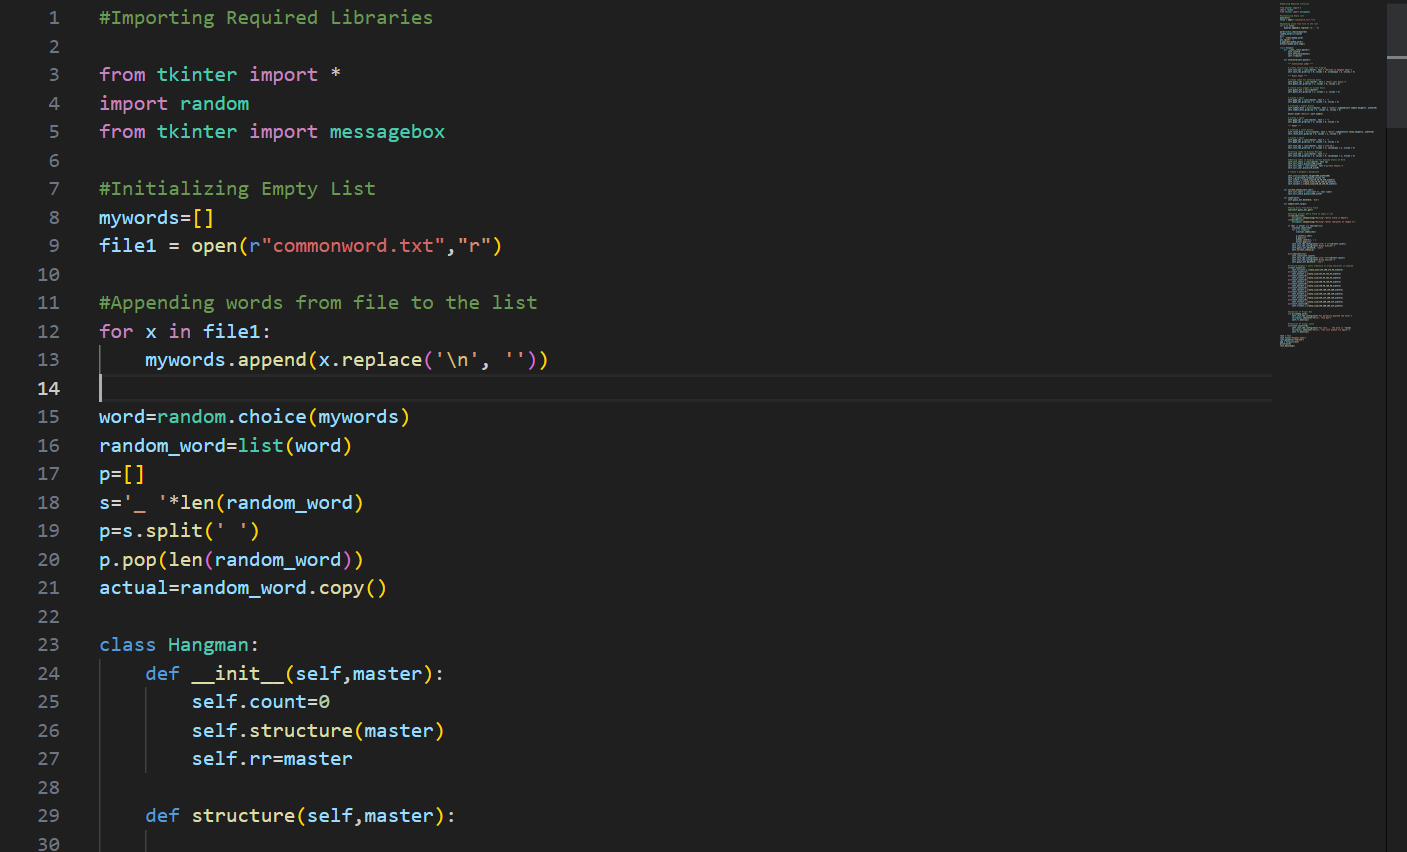 1 #Importing Required Libraries
2
3 from tkinter import *
4 import random
5 from tkinter import messagebox
6
7 #Initializing Empty List
8 mywords=[]
9 file1 = open(r"commonword.txt","r")
10
11 #Appending words from file to the list
12 for x in file1:
13     mywords.append(x.replace('\n', ''))
14
15 word=random.choice(mywords)
16 random_word=list(word)
17 p=[]
18 s='_ '*len(random_word)
19 p=s.split(' ')
20 p.pop(len(random_word))
21 actual=random_word.copy()
22
23 class Hangman:
24     def __init__(self,master):
25         self.count=0
26         self.structure(master)
27         self.rr=master
28
29     def structure(self,master):
30